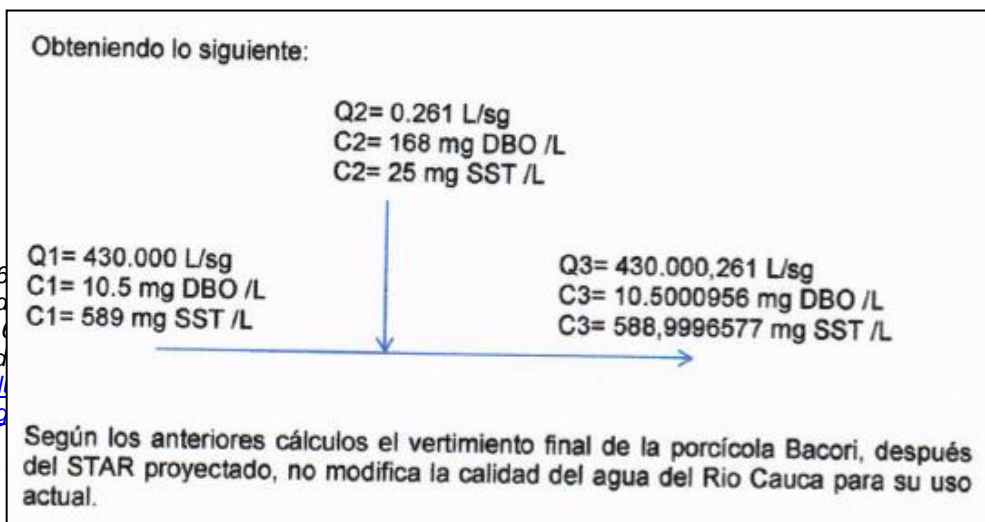 Obteniendo lo siguiente:
Q2= 0.261 L/sg
C2= 168 mg DBO /L
C2= 25 mg SST /L
Q1= 430.000 L/sg
C1= 10.5 mg DBO /L
C1= 589 mg SST /L
Q3= 430.000,261 L/sg
C3= 10.5000956 mg DBO /L
C3= 588,9996577 mg SST /L
Según los anteriores cálculos el vertimiento final de la porcícola Bacori, después
del STAR proyectado, no modifica la calidad del agua del Rio Cauca para su uso
actual.